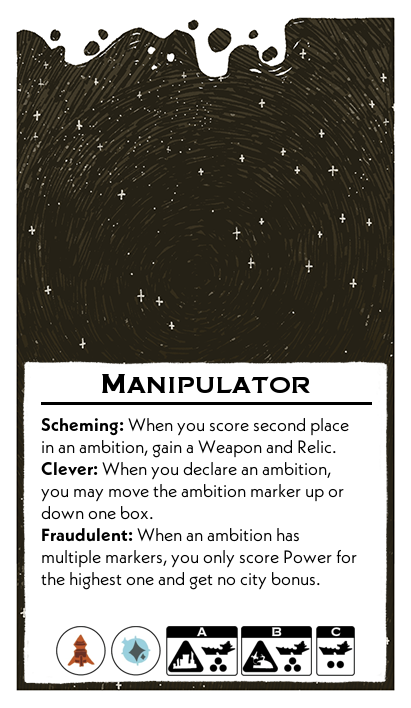 MANIPULATOR
Scheming: When you score second place
in an ambition, gain a Weapon and Relic.
Clever: When you declare an ambition,
you may move the ambition marker up or
down one box.
Fraudulent: When an ambition has
multiple markers, you only score Power for
the highest one and get no city bonus.
A B C